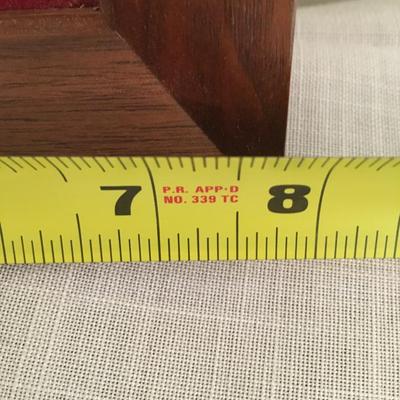 7 P.R. APP·D 8
NO. 339 TC